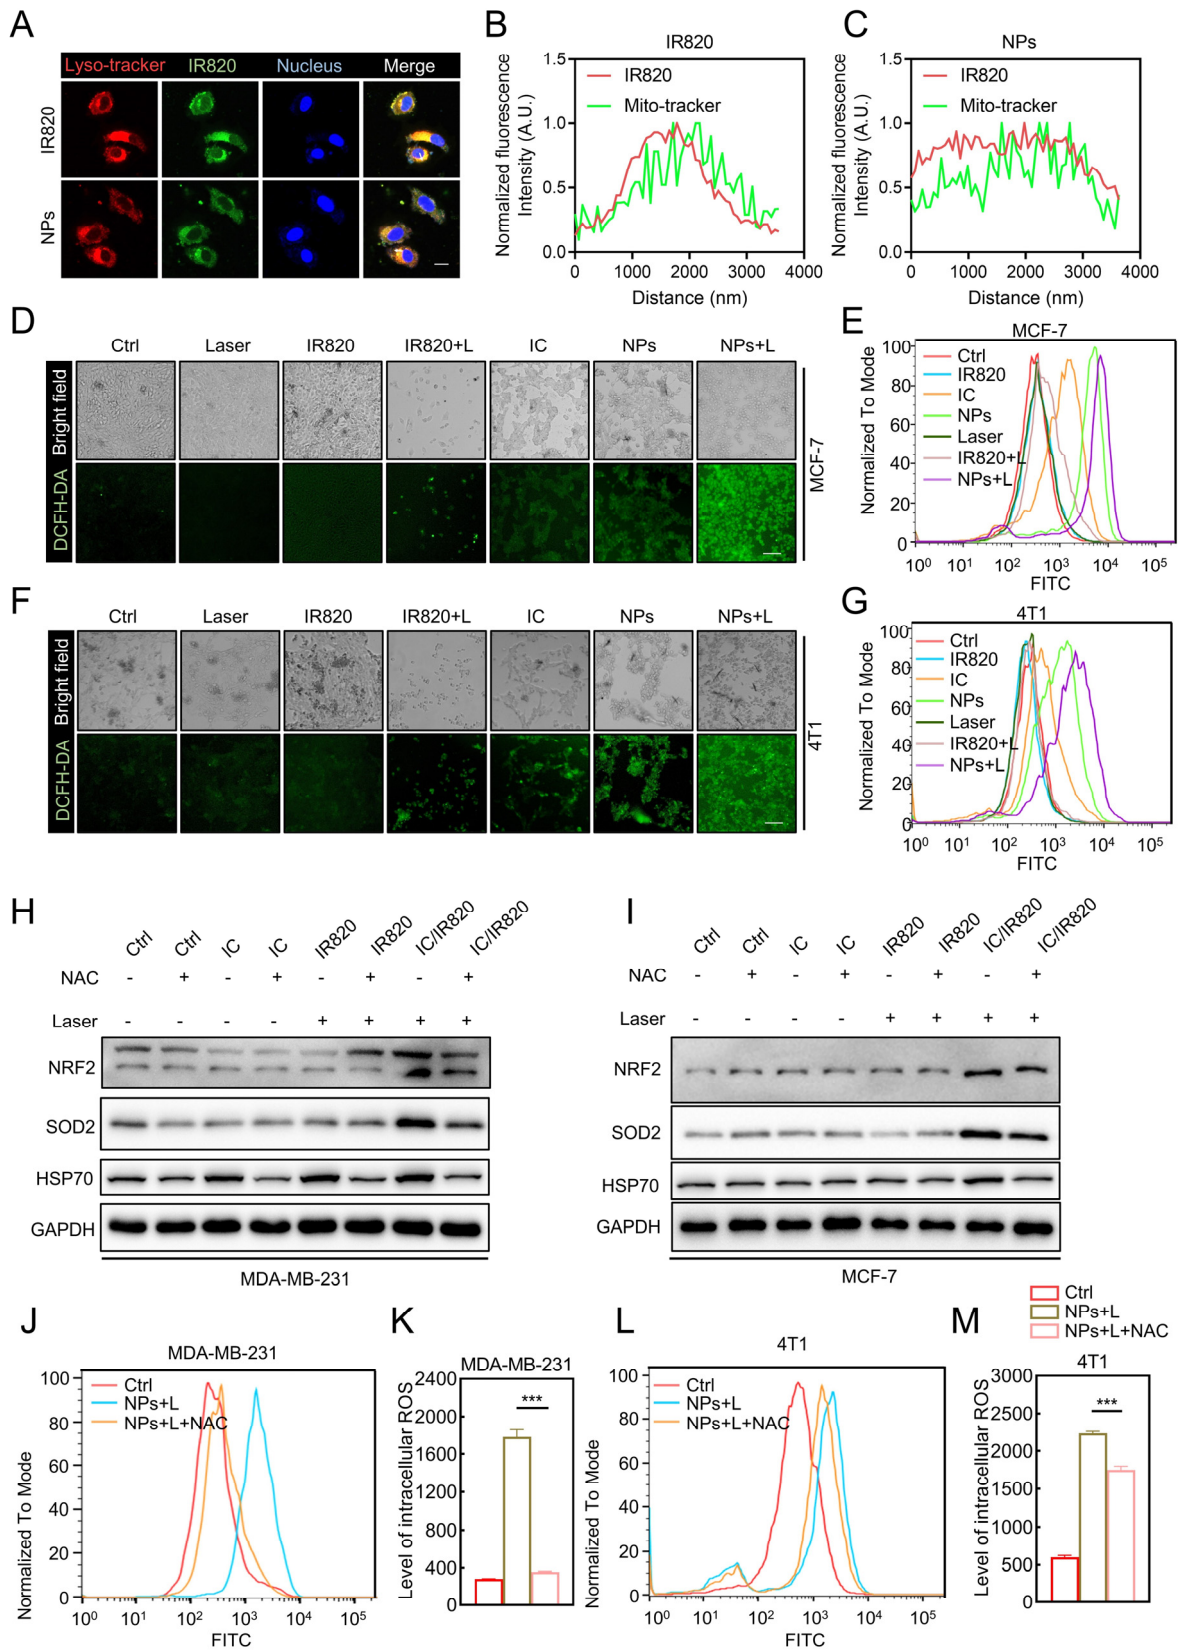 A
Lyso-tracker IR820 Nucleus Merge
IR820
NPs
B
IR820
Normalized fluorescence
Intensity (A.U.)
1.5
1.0
0.5
0.0
IR820
Mito-tracker
0 1000 2000 3000 4000
Distance (nm)
C
NPs
Normalized fluorescence
Intensity (A.U.)
1.5
1.0
0.5
0.0
IR820
Mito-tracker
0 1000 2000 3000 4000
Distance (nm)
D
Ctrl Laser IR820 IR820+L IC NPs NPs+L
Bright field
DCFH-DA
MCF-7
E
MCF-7
Normalized To Mode
100
80
60
40
20
0
Ctrl
IR820
IC
NPs
Laser
IR820+L
NPs+L
10⁰ 10¹ 10² 10³ 10⁴ 10⁵
FITC
F
Ctrl Laser IR820 IR820+L IC NPs NPs+L
Bright field
DCFH-DA
4T1
G
4T1
Normalized To Mode
100
80
60
40
20
0
Ctrl
IR820
IC
NPs
Laser
IR820+L
NPs+L
10⁰ 10¹ 10² 10³ 10⁴ 10⁵
FITC
H
Ctrl Ctrl IC IC IR820 IR820 IC/IR820 IC/IR820
NAC - + - + - + - +
Laser - - - - + + + +
NRF2
SOD2
HSP70
GAPDH
MDA-MB-231
I
Ctrl Ctrl IC IC IR820 IR820 IC/IR820 IC/IR820
NAC - + - + - + - +
Laser - - - - + + + +
NRF2
SOD2
HSP70
GAPDH
MCF-7
J
MDA-MB-231
Normalized To Mode
100
80
60
40
20
0
Ctrl
NPs+L
NPs+L+NAC
10⁰ 10¹ 10² 10³ 10⁴ 10⁵
FITC
K
MDA-MB-231
Level of intracellular ROS
2400
2000
1600
1200
800
400
0
***
L
4T1
Normalized To Mode
100
80
60
40
20
0
Ctrl
NPs+L
NPs+L+NAC
10⁰ 10¹ 10² 10³ 10⁴ 10⁵
FITC
M
Ctrl
NPs+L
NPs+L+NAC
4T1
Level of intracellular ROS
3000
2500
2000
1500
1000
500
0
***